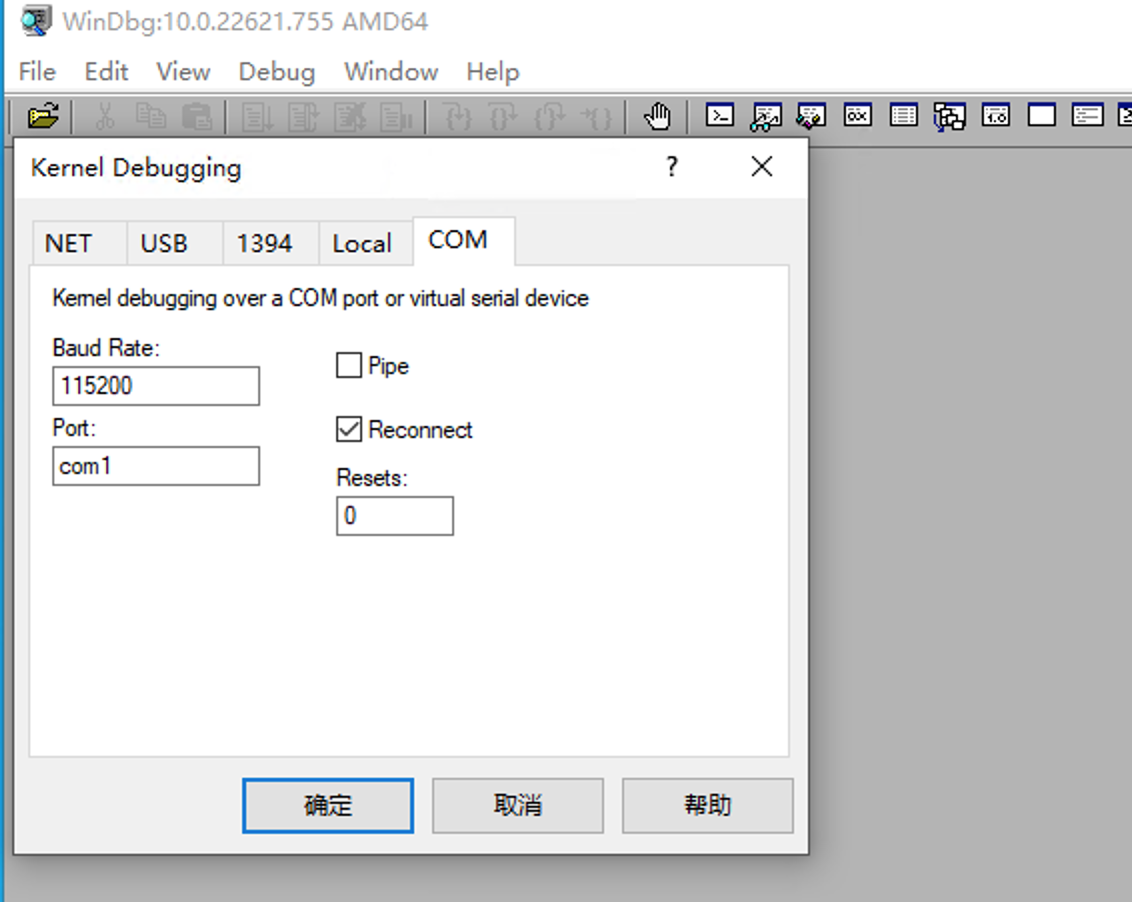 WinDbg:10.0.22621.755 AMD64
File Edit View Debug Window Help
Kernel Debugging ?
NET USB 1394 Local COM
Kernel debugging over a COM port or virtual serial device
Baud Rate:
Pipe
115200
Port:
Reconnect
com1
Resets:
0
确定 取消 帮助